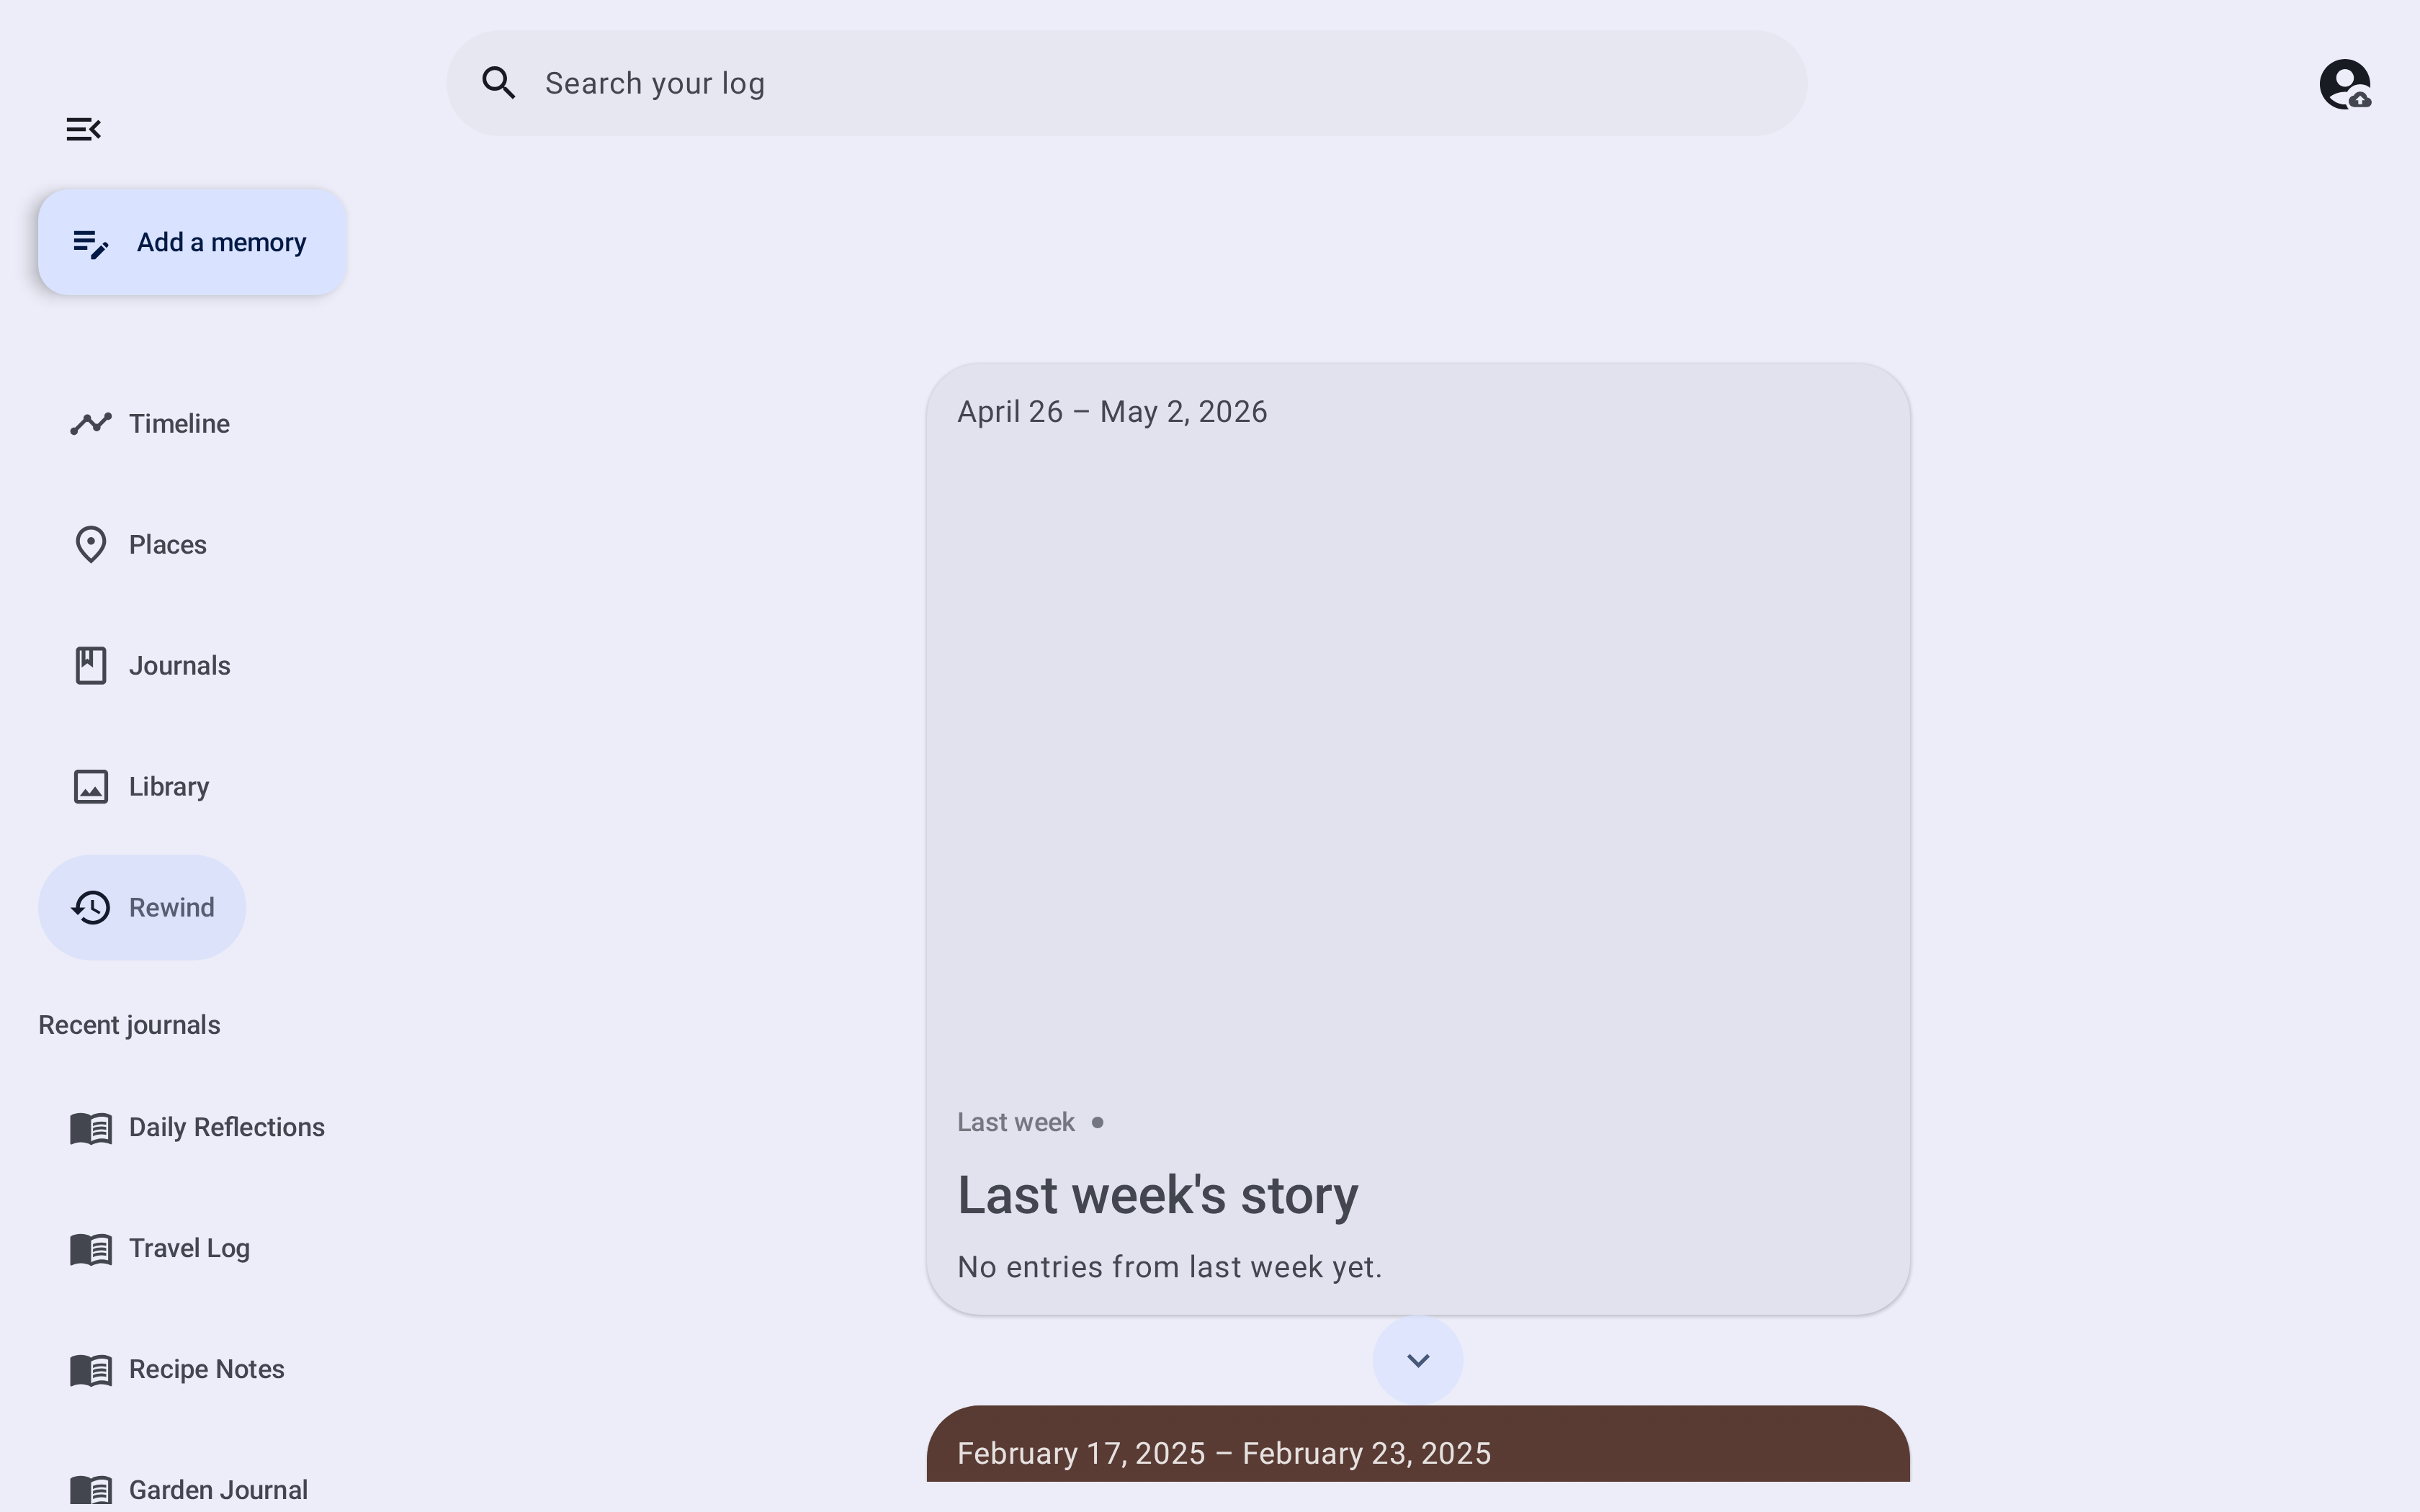 Search your log
Add a memory
Timeline
Places
Journals
Library
Rewind
Recent journals
Daily Reflections
Travel Log
Recipe Notes
Garden Journal
April 26 – May 2, 2026
Last week
Last week's story
No entries from last week yet.
February 17, 2025 – February 23, 2025